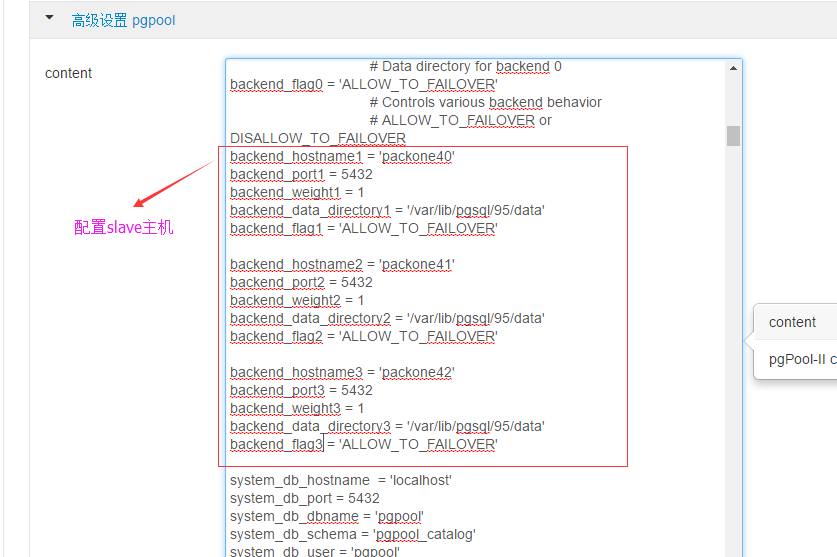 高级设置 pgpool
content
# Data directory for backend 0
backend_flag0 = 'ALLOW_TO_FAILOVER'
# Controls various backend behavior
# ALLOW_TO_FAILOVER or
DISALLOW_TO_FAILOVER
backend_hostname1 = 'packone40'
backend_port1 = 5432
backend_weight1 = 1
backend_data_directory1 = '/var/lib/pgsql/95/data'
backend_flag1 = 'ALLOW_TO_FAILOVER'
配置slave主机
backend_hostname2 = 'packone41'
backend_port2 = 5432
backend_weight2 = 1
backend_data_directory2 = '/var/lib/pgsql/95/data'
backend_flag2 = 'ALLOW_TO_FAILOVER'
backend_hostname3 = 'packone42'
backend_port3 = 5432
backend_weight3 = 1
backend_data_directory3 = '/var/lib/pgsql/95/data'
backend_flag3 = 'ALLOW_TO_FAILOVER'
system_db_hostname  = 'localhost'
system_db_port = 5432
system_db_dbname = 'pgpool'
system_db_schema = 'pgpool_catalog'
system_db_user = 'pgpool'
content
pgPool-II c